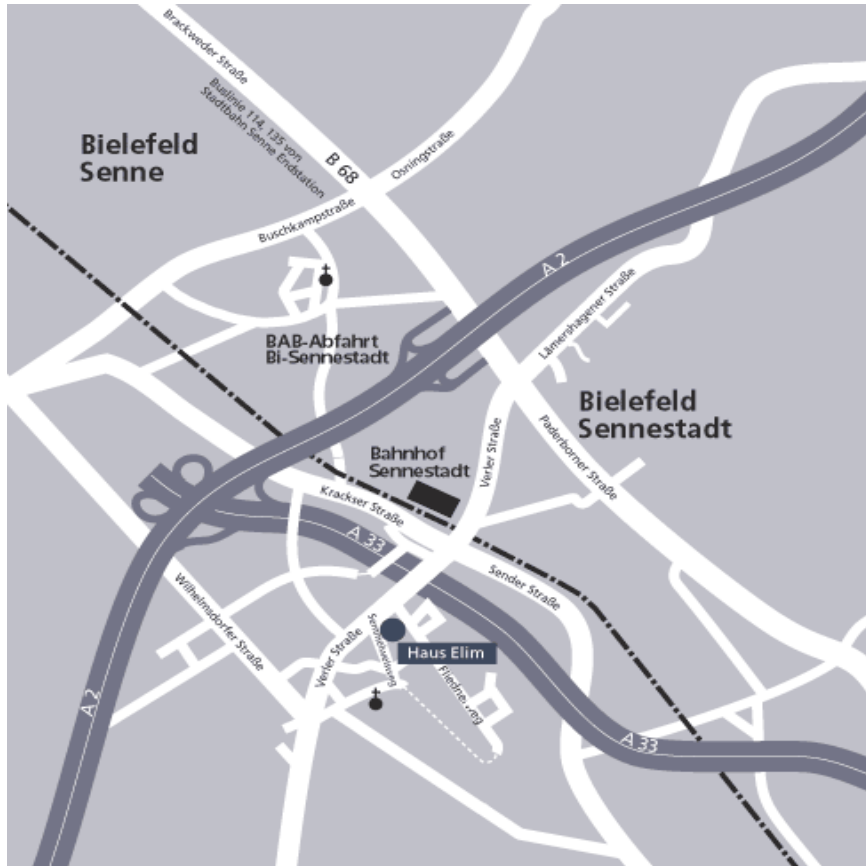 Brackweder Straße
Buslinie 114, 135 von
Stadtbahn Senne Endstation
B 68
Osningstraße
Bielefeld
Senne
Buschkampstraße
A 2
Lämershagener Straße
BAB-Abfahrt
Bi-Sennestadt
Bielefeld
Sennestadt
Paderborner Straße
Verler Straße
Bahnhof
Sennestadt
Krackser Straße
A 33
Sender Straße
Wilhelmsdorfer Straße
Verler Straße
Haus Elim
A 2
A 33